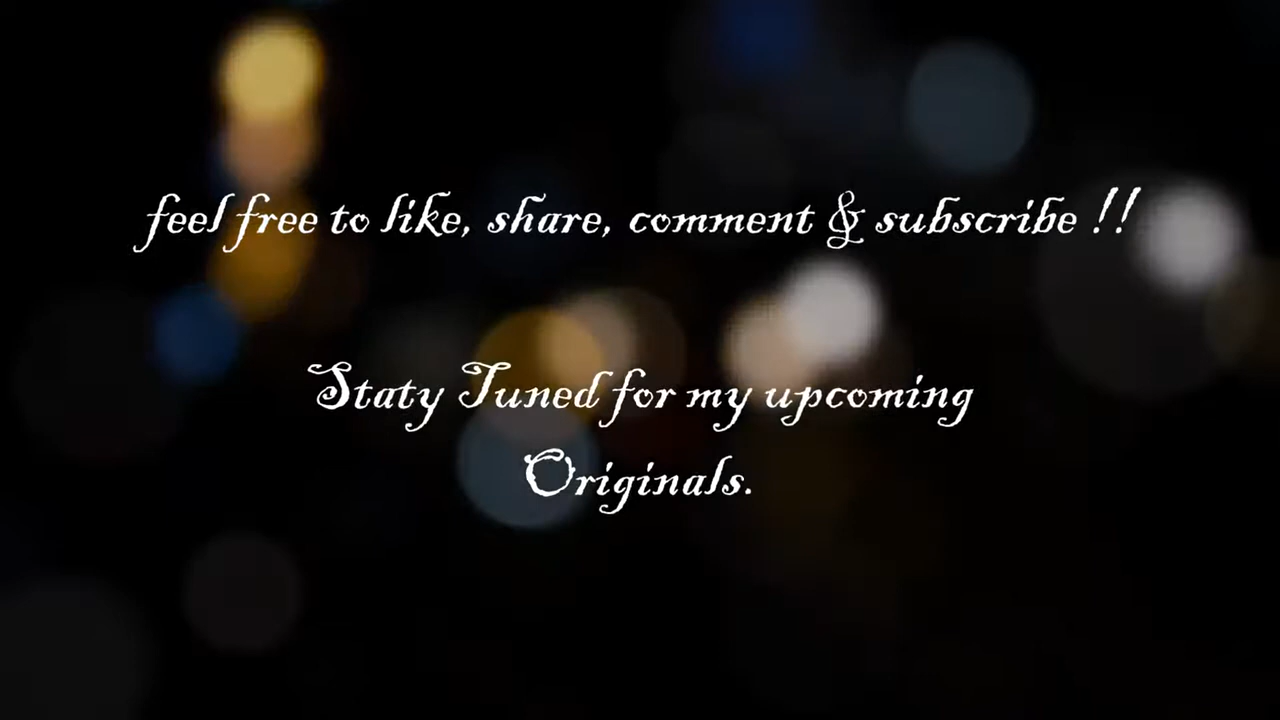 feel free to like, share, comment & subscribe !!
Staty Tuned for my upcoming
Originals.